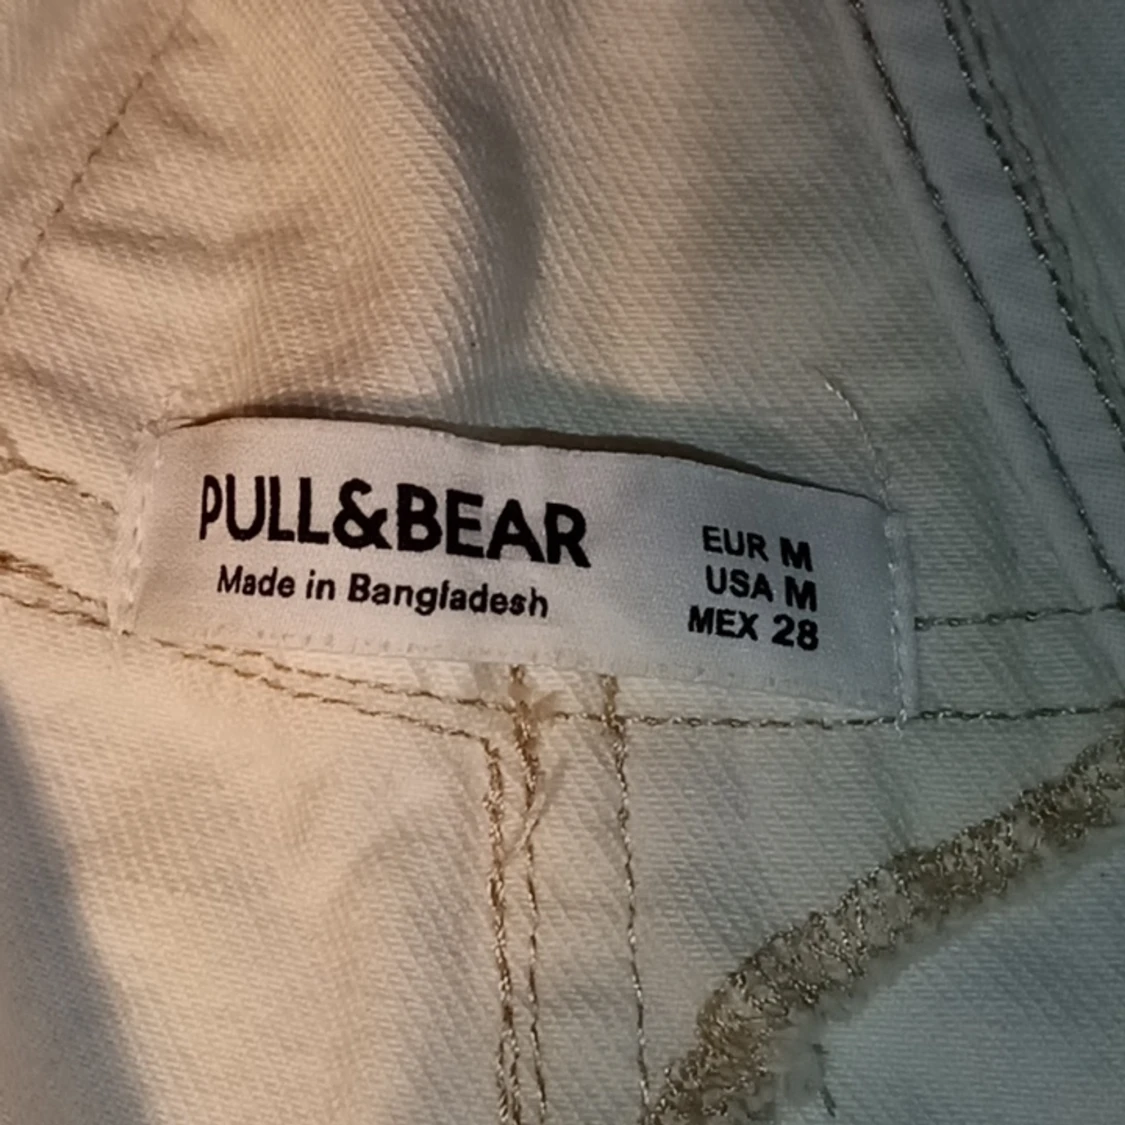 PULL&BEAR
Made in Bangladesh
EUR M
USA M
MEX 28